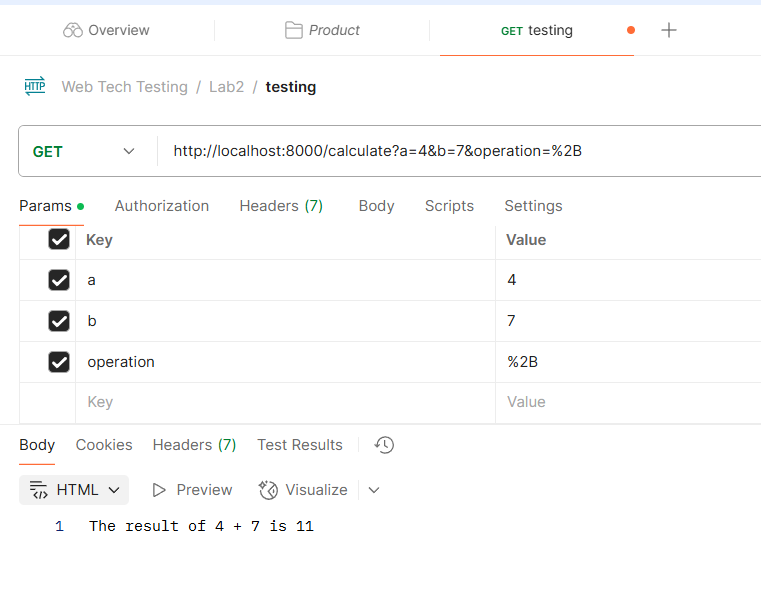 Overview Product GET testing
HTTP Web Tech Testing / Lab2 / testing
GET http://localhost:8000/calculate?a=4&b=7&operation=%2B
Params Authorization Headers (7) Body Scripts Settings
Key Value
a 4
b 7
operation %2B
Key Value
Body Cookies Headers (7) Test Results
HTML Preview Visualize
1 The result of 4 + 7 is 11